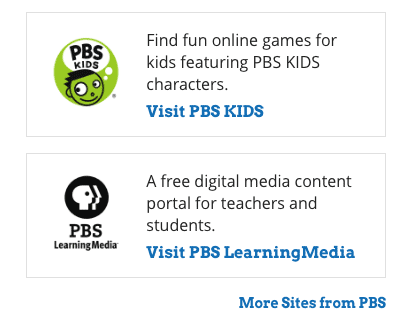 PBS
KIDS
Find fun online games for
kids featuring PBS KIDS
characters.
Visit PBS KIDS
PBS
LearningMedia
A free digital media content
portal for teachers and
students.
Visit PBS LearningMedia
More Sites from PBS